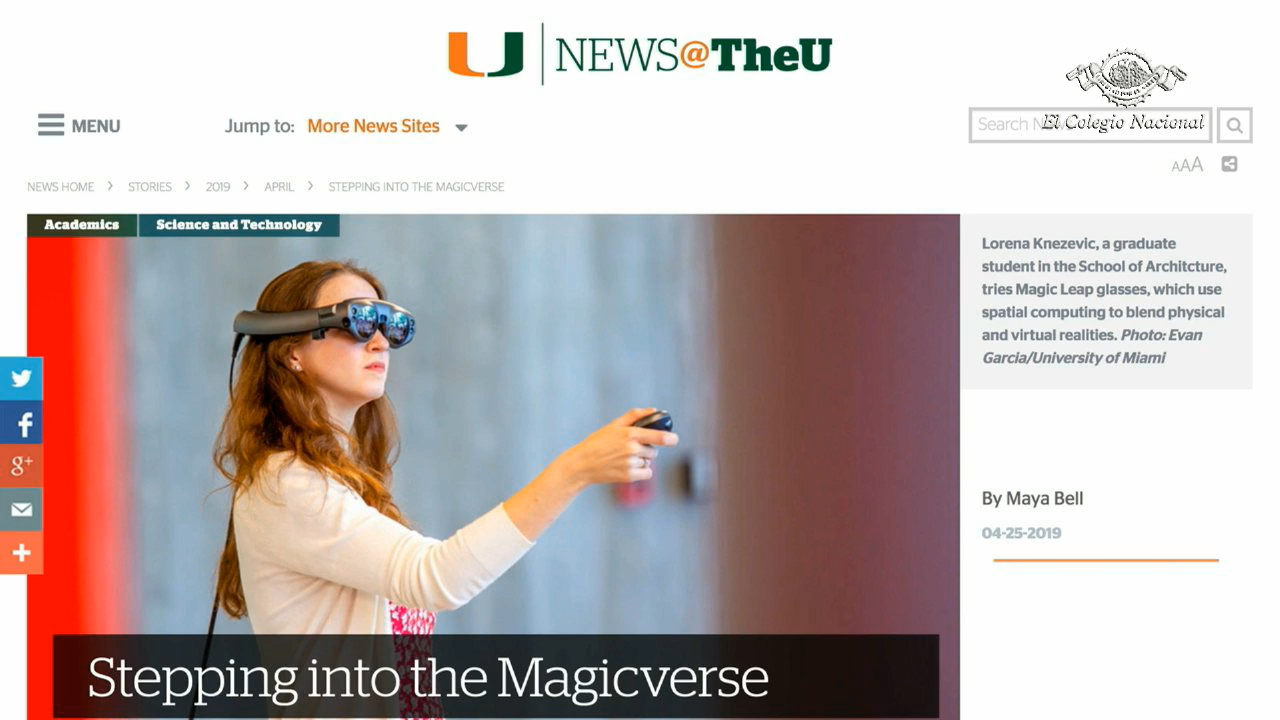 U NEWS@TheU
MENU
Jump to: More News Sites
Search N
El Colegio Nacional
AAA
NEWS HOME > STORIES > 2019 > APRIL > STEPPING INTO THE MAGICVERSE
Academics
Science and Technology
Lorena Knezevic, a graduate
student in the School of Architcture,
tries Magic Leap glasses, which use
spatial computing to blend physical
and virtual realities. Photo: Evan
Garcia/University of Miami
g+
By Maya Bell
04-25-2019
Stepping into the Magicverse